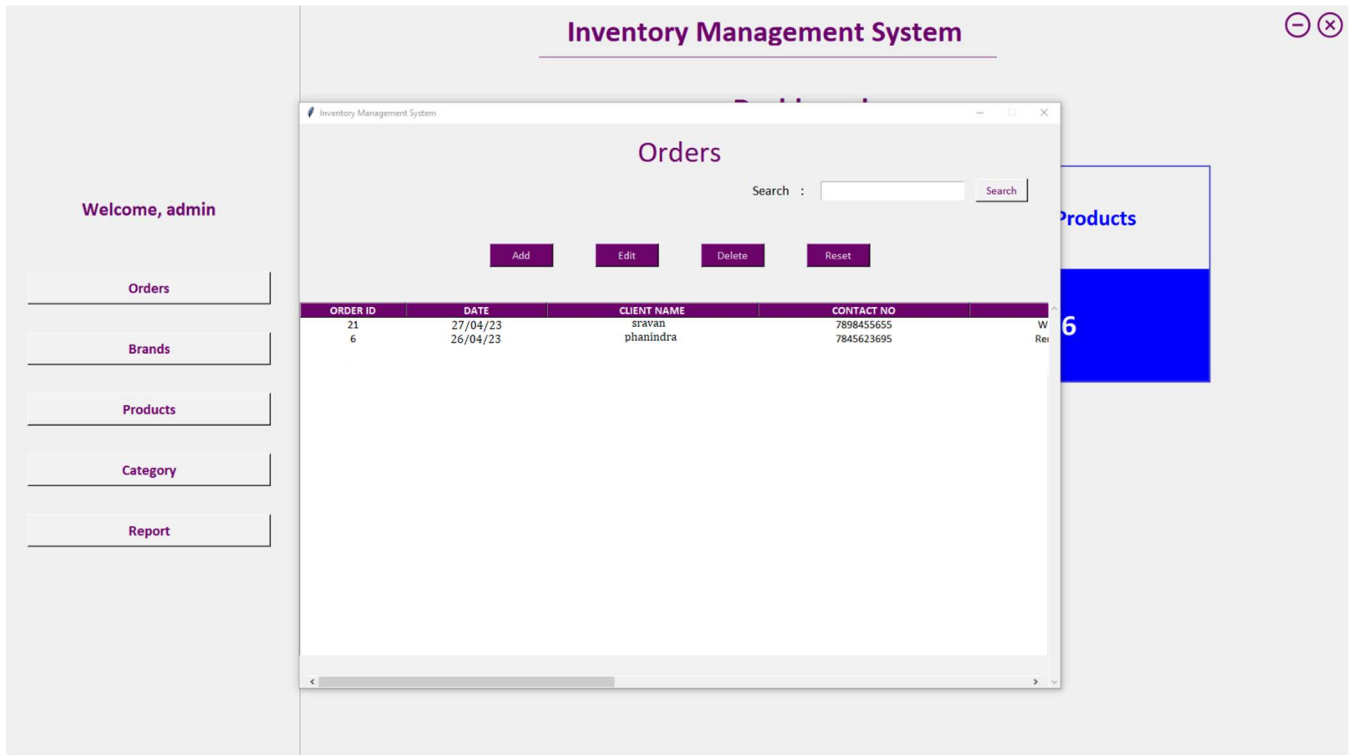 Inventory Management System
Inventory Management System
Orders
Search :
Search
Welcome, admin
Products
Add Edit Delete Reset
Orders
ORDER ID DATE CLIENT NAME CONTACT NO
21 27/04/23 sravan 7898455655 W
6
6 26/04/23 phanindra 7845623695
Brands
Products
Category
Report